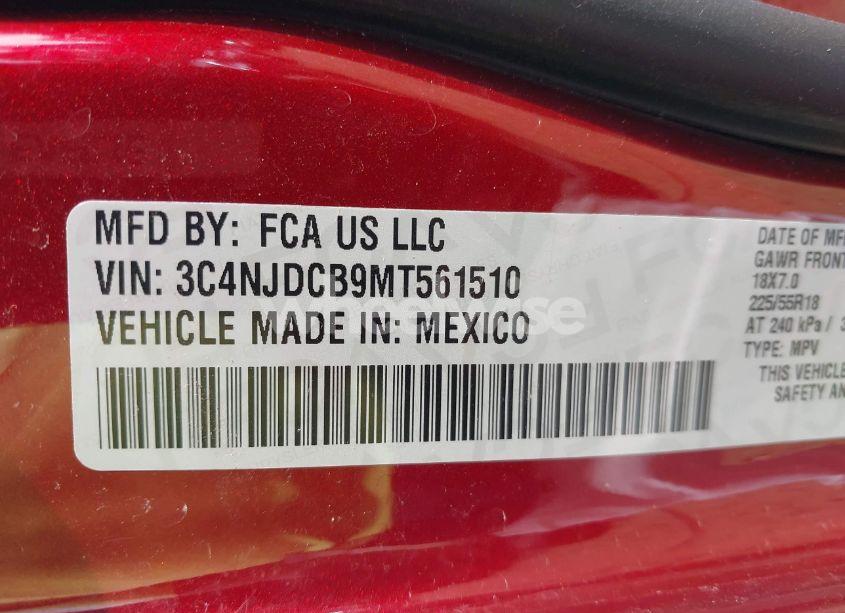 MFD BY: FCA US LLC
VIN: 3C4NJDCB9MT561510
VEHICLE MADE IN: MEXICO
DATE OF MF
GAWR FRONT
18X7.0
225/55R18
AT 240 kPa / 3
TYPE: MPV
THIS VEHICLE
SAFETY AN